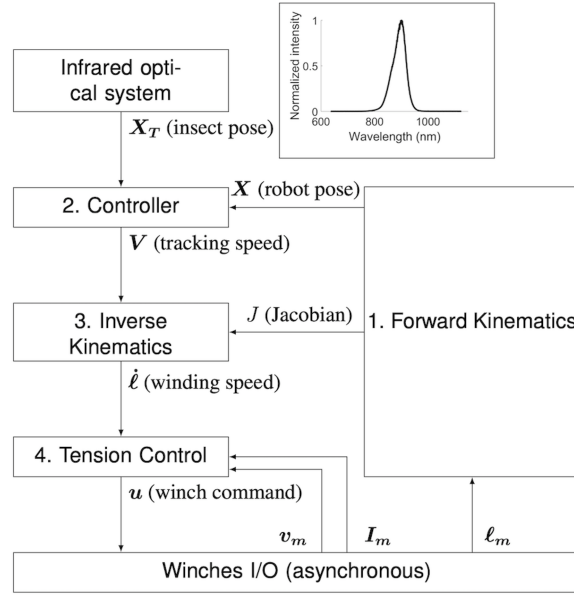 Infrared opti-
cal system
Normalized intensity
1
0.5
0
600
800
1000
Wavelength (nm)
X_T (insect pose)
2. Controller
X (robot pose)
V (tracking speed)
3. Inverse
Kinematics
J (Jacobian)
1. Forward Kinematics
ℓ̇ (winding speed)
4. Tension Control
u (winch command)
v_m
I_m
ℓ_m
Winches I/O (asynchronous)